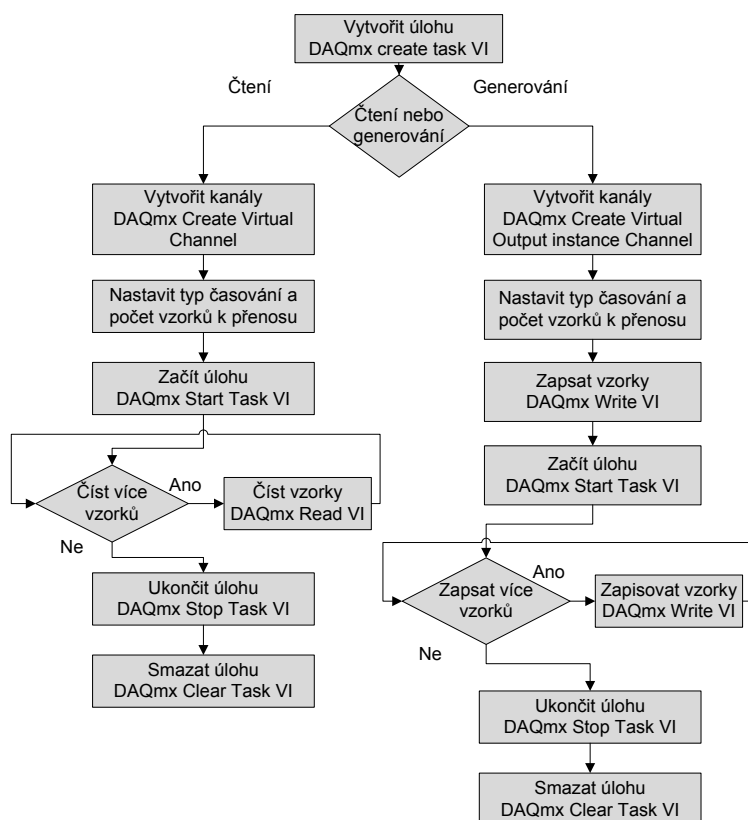 Vytvořit úlohu
DAQmx create task VI
Čtení
Generování
Čtení nebo
generování
Vytvořit kanály
DAQmx Create Virtual
Channel
Nastavit typ časování a
počet vzorků k přenosu
Začít úlohu
DAQmx Start Task VI
Číst více
vzorků
Ano
Číst vzorky
DAQmx Read VI
Ne
Ukončit úlohu
DAQmx Stop Task VI
Smazat úlohu
DAQmx Clear Task VI
Vytvořit kanály
DAQmx Create Virtual
Output instance Channel
Nastavit typ časování a
počet vzorků k přenosu
Zapsat vzorky
DAQmx Write VI
Začít úlohu
DAQmx Start Task VI
Zapsat více
vzorků
Ano
Zapisovat vzorky
DAQmx Write VI
Ne
Ukončit úlohu
DAQmx Stop Task VI
Smazat úlohu
DAQmx Clear Task VI